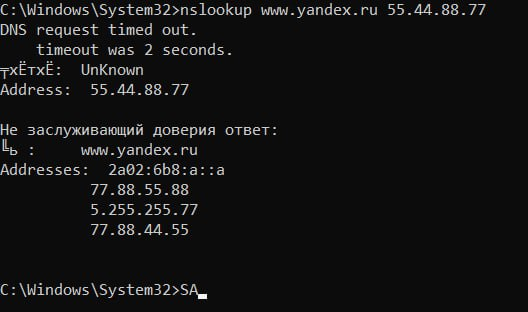 C:\Windows\System32>nslookup www.yandex.ru 55.44.88.77
DNS request timed out.
    timeout was 2 seconds.
╤хЁтхЁ:  UnKnown
Address:  55.44.88.77

Не заслуживающий доверия ответ:
╚ь :     www.yandex.ru
Addresses:  2a02:6b8:a::a
          77.88.55.88
          5.255.255.77
          77.88.44.55

C:\Windows\System32>SA